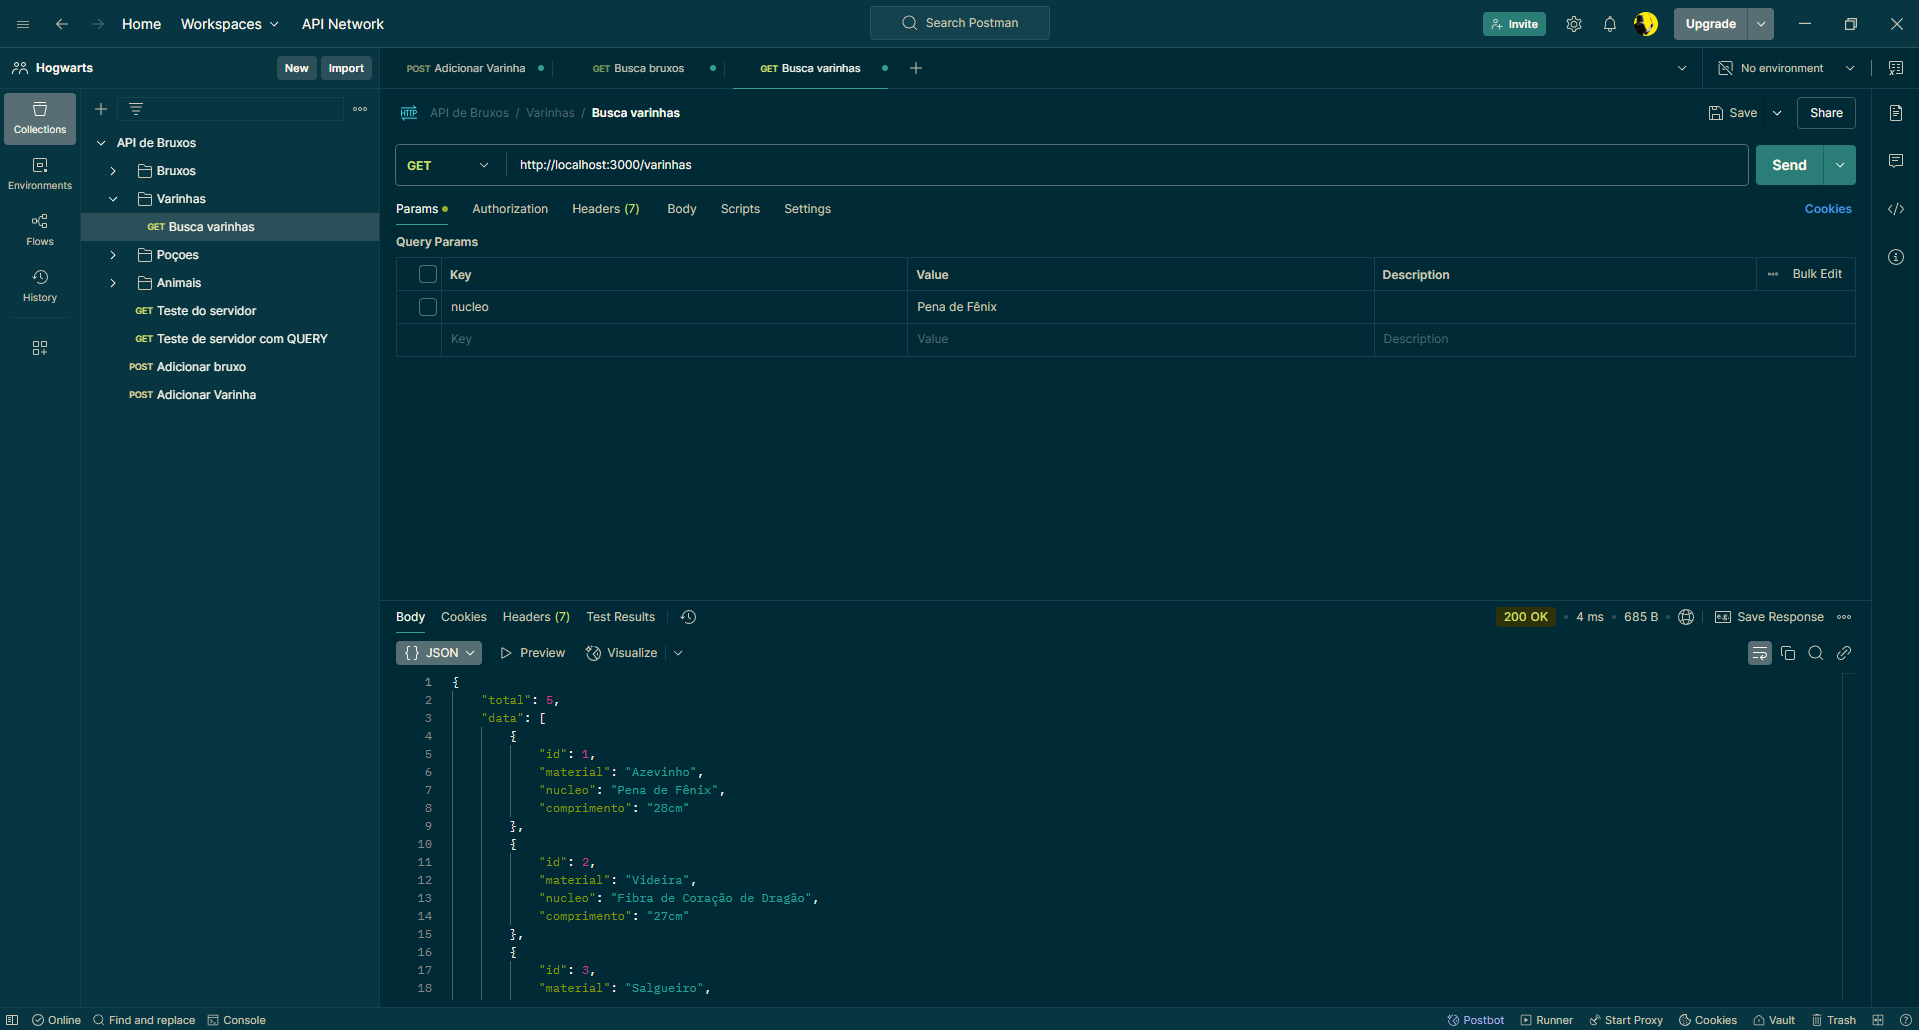 Home Workspaces API Network Search Postman Invite Upgrade
Hogwarts New Import
POST Adicionar Varinha GET Busca bruxos GET Busca varinhas No environment
Collections
Environments
Flows
History
API de Bruxos
Bruxos
Varinhas
GET Busca varinhas
Poçoes
Animais
GET Teste do servidor
GET Teste de servidor com QUERY
POST Adicionar bruxo
POST Adicionar Varinha
HTTP API de Bruxos / Varinhas / Busca varinhas Save Share
GET http://localhost:3000/varinhas Send
Params Authorization Headers (7) Body Scripts Settings Cookies
Query Params
Key Value Description Bulk Edit
nucleo Pena de Fênix
Key Value Description
Body Cookies Headers (7) Test Results 200 OK 4 ms 685 B e.g. Save Response
{ } JSON Preview Visualize
1 {
2 "total": 5,
3 "data": [
4 {
5 "id": 1,
6 "material": "Azevinho",
7 "nucleo": "Pena de Fênix",
8 "comprimento": "28cm"
9 },
10 {
11 "id": 2,
12 "material": "Videira",
13 "nucleo": "Fibra de Coração de Dragão",
14 "comprimento": "27cm"
15 },
16 {
17 "id": 3,
18 "material": "Salgueiro",
Online Find and replace Console Postbot Runner Start Proxy Cookies Vault Trash